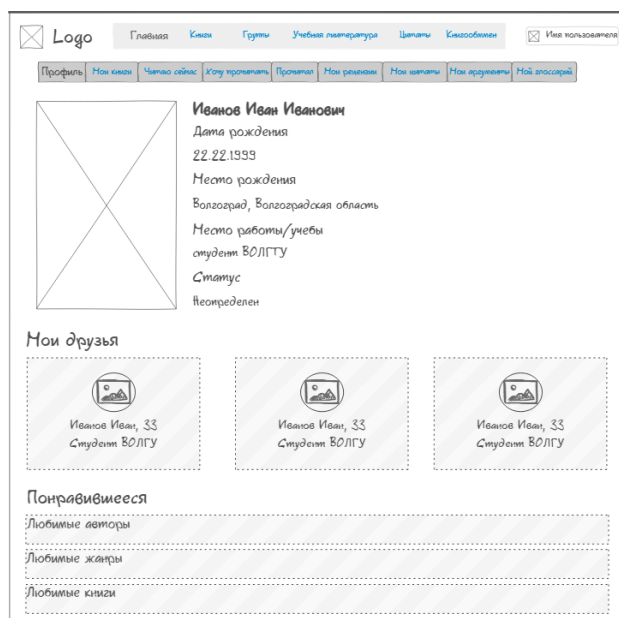 Logo Главная Книги Группы Учебная литература Цитаты Книгообмен Имя пользователя
Профиль Мои книги Читаю сейчас Хочу прочитать Прочитал Мои рецензии Мои цитаты Мои аргументы Мой глоссарий
Иванов Иван Иванович
Дата рождения
22.22.1999
Место рождения
Волгоград, Волгоградская область
Место работы/учебы
студент ВОЛГТУ
Статус
Неопределен
Мои друзья
Иванов Иван, 33
Студент ВОЛГУ
Иванов Иван, 33
Студент ВОЛГУ
Иванов Иван, 33
Студент ВОЛГУ
Понравившееся
Любимые авторы
Любимые жанры
Любимые книги